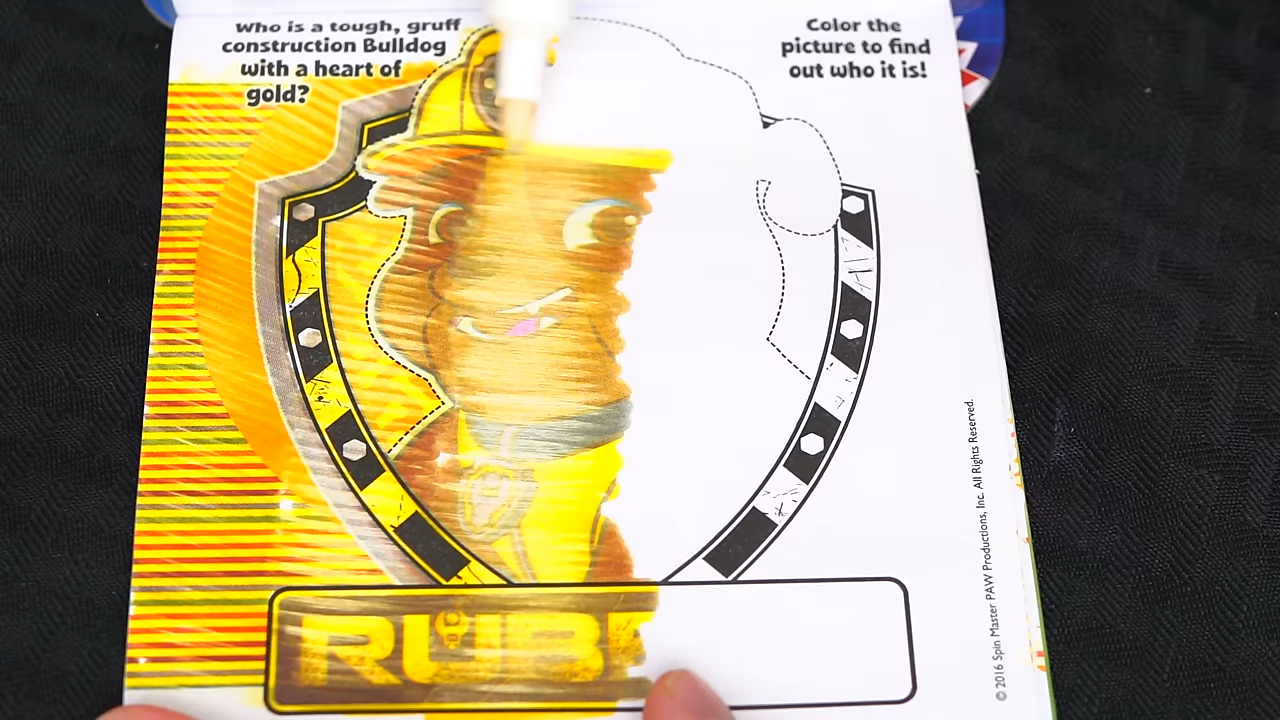 Who is a tough, gruff
construction Bulldog
with a heart of
gold?
Color the
picture to find
out who it is!
RUBB
© 2016 Spin Master PAW Productions, Inc. All Rights Reserved.